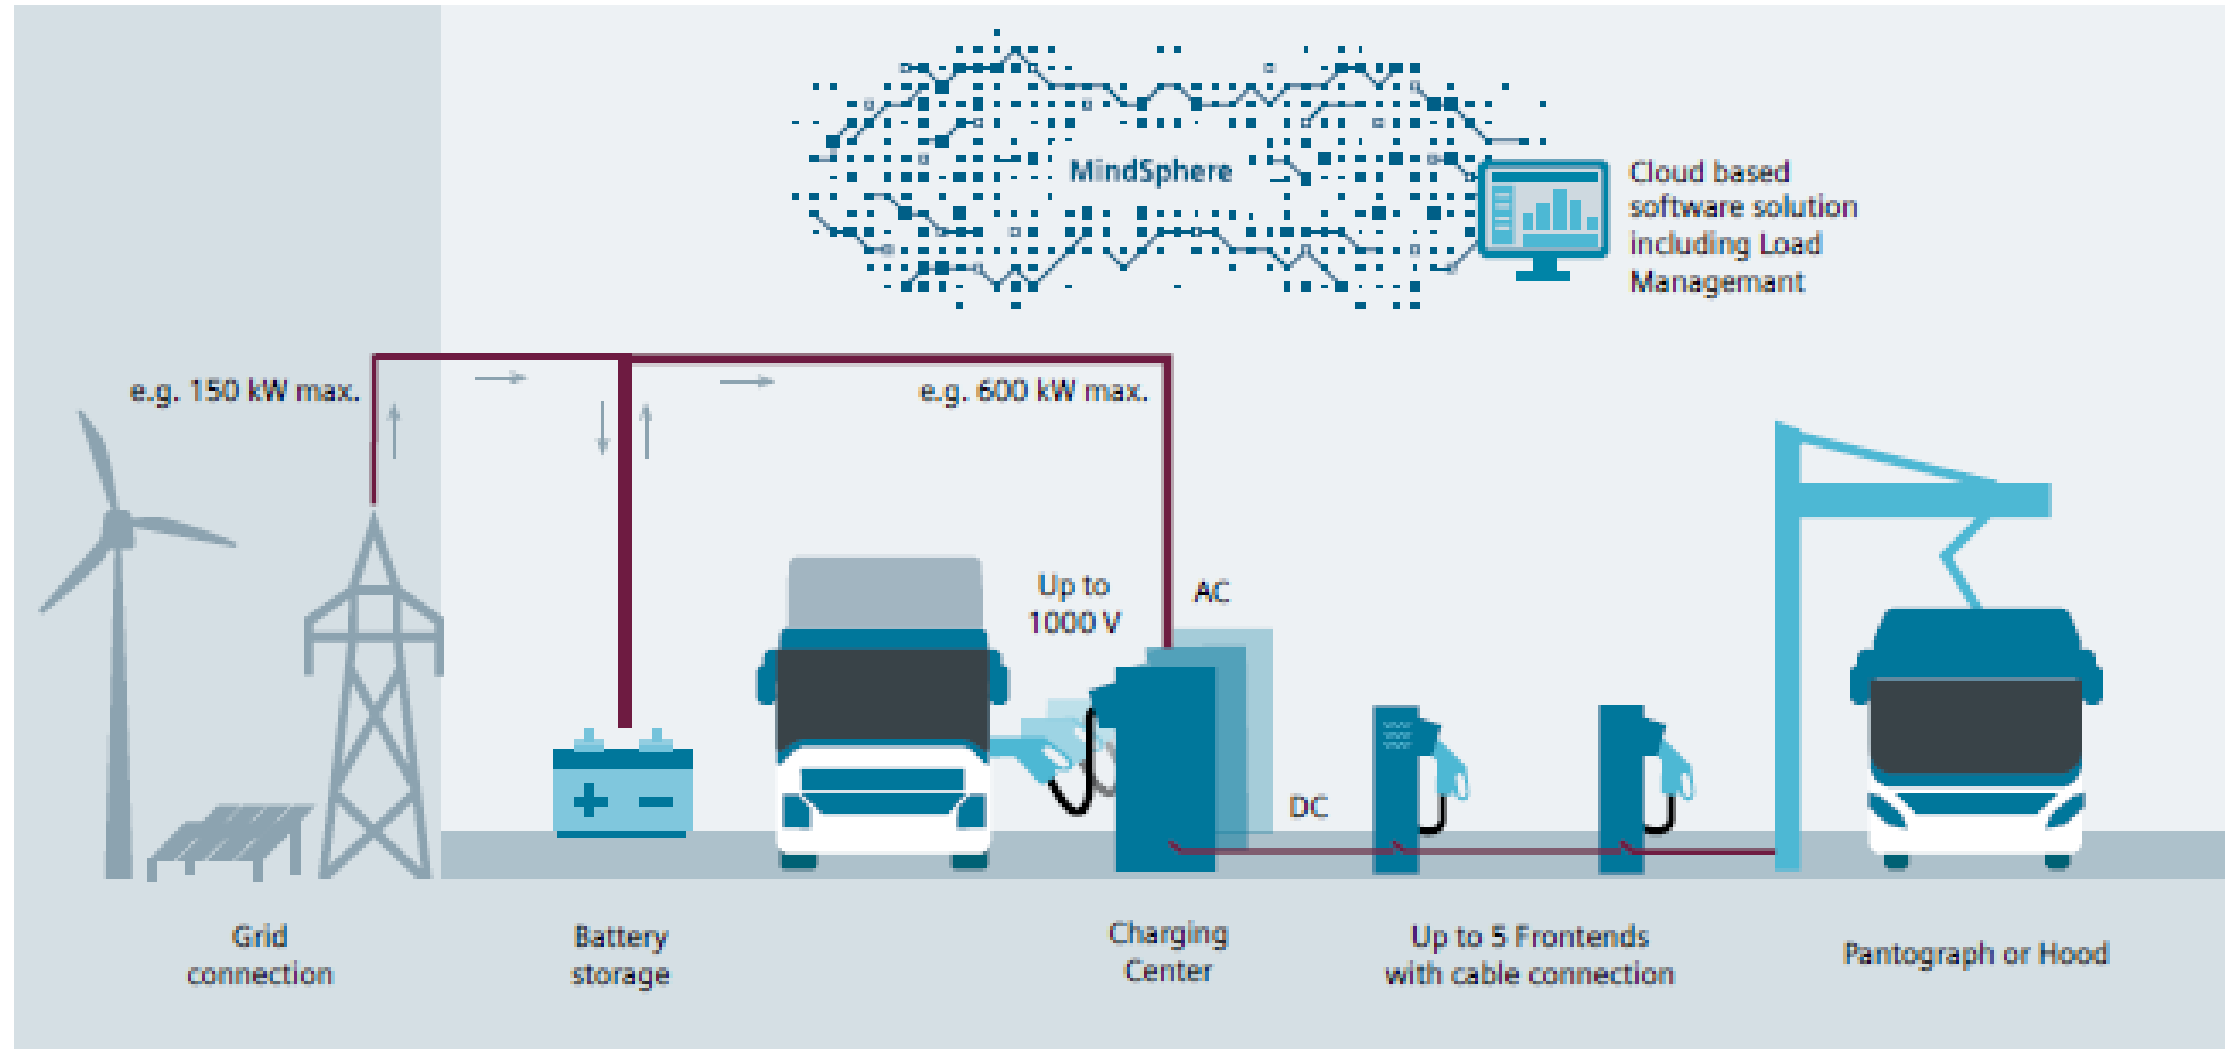 MindSphere
Cloud based
software solution
including Load
Managemant
e.g. 150 kW max.
e.g. 600 kW max.
Up to
1000 V
AC
DC
Grid
connection
Battery
storage
Charging
Center
Up to 5 Frontends
with cable connection
Pantograph or Hood